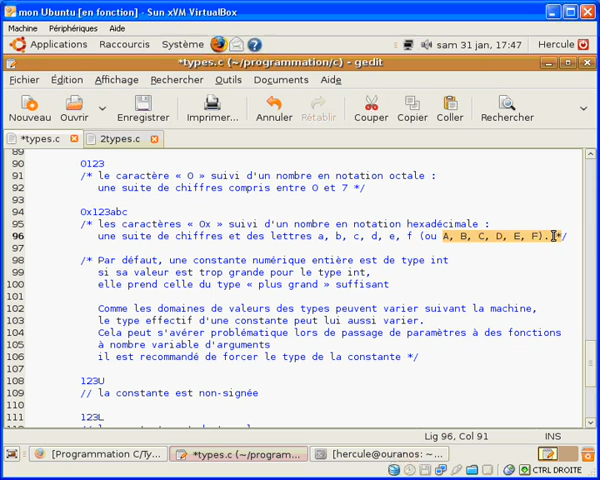 mon Ubuntu [en fonction] - Sun xVM VirtualBox
Machine Périphériques Aide
Applications Raccourcis Système sam 31 jan, 17:47 Hercule
*types.c (~/programmation/c) - gedit
Fichier Édition Affichage Rechercher Outils Documents Aide
Nouveau Ouvrir Enregistrer Imprimer... Annuler Rétablir Couper Copier Coller Rechercher
*types.c 2types.c
89
90 0123
91 /* le caractère « 0 » suivi d'un nombre en notation octale :
92 une suite de chiffres compris entre 0 et 7 */
93
94 0x123abc
95 /* les caractères « 0x » suivi d'un nombre en notation hexadécimale :
96 une suite de chiffres et des lettres a, b, c, d, e, f (ou A, B, C, D, E, F). */
97
98 /* Par défaut, une constante numérique entière est de type int
99 si sa valeur est trop grande pour le type int,
100 elle prend celle du type « plus grand » suffisant
101
102 Comme les domaines de valeurs des types peuvent varier suivant la machine,
103 le type effectif d'une constante peut lui aussi varier.
104 Cela peut s'avérer problématique lors de passage de paramètres à des fonctions
105 à nombre variable d'arguments
106 il est recommandé de forcer le type de la constante */
107
108 123U
109 // la constante est non-signée
110
111 123L
Lig 96, Col 91 INS
[Programmation C/Ty... *types.c (~/program... [hercule@ouranos: ~...
CTRL DROITE